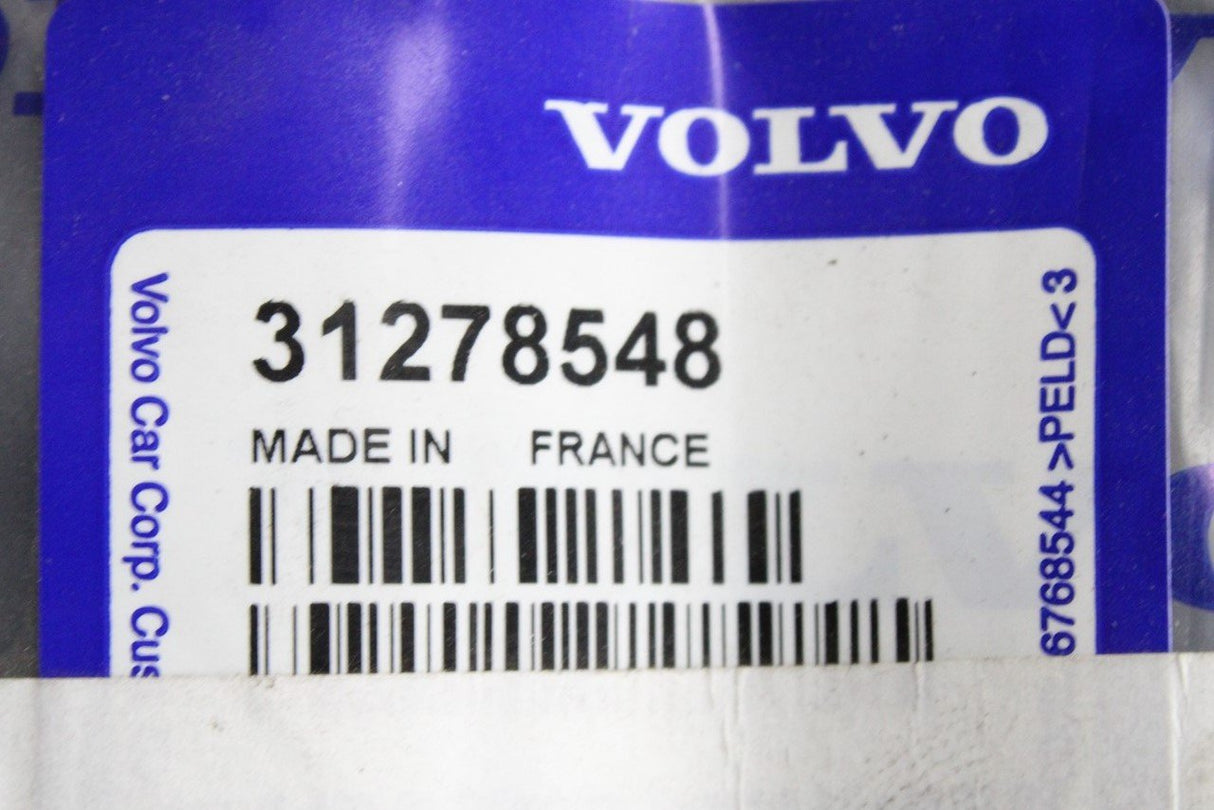 VOLVO
31278548
MADE IN FRANCE
Volvo Car Corp. Cus
6768544 >PELD< 3